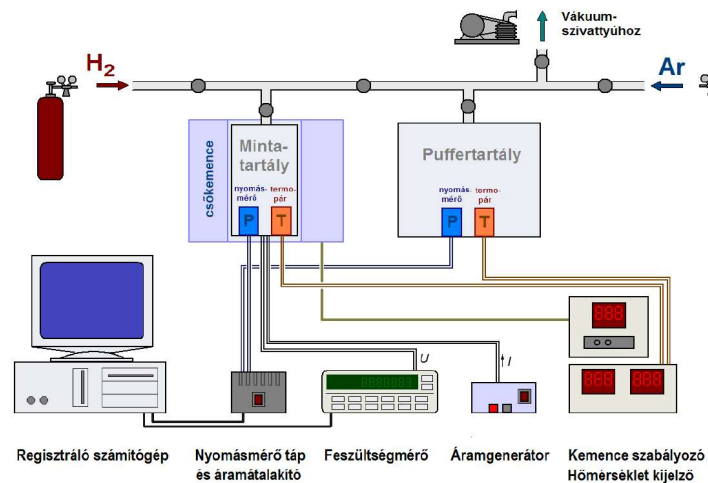 Vákuum-
szivattyúhoz
H2
Ar
csőkemence
Minta-
tartály
nyomás-
mérő
termo-
pár
P
T
Puffertartály
nyomás-
mérő
termo-
pár
P
T
U
I
888
8888888
888
888
Regisztráló számítógép
Nyomásmérő táp
és áramátalakító
Feszültségmérő
Áramgenerátor
Kemence szabályozó
Hőmérséklet kijelző